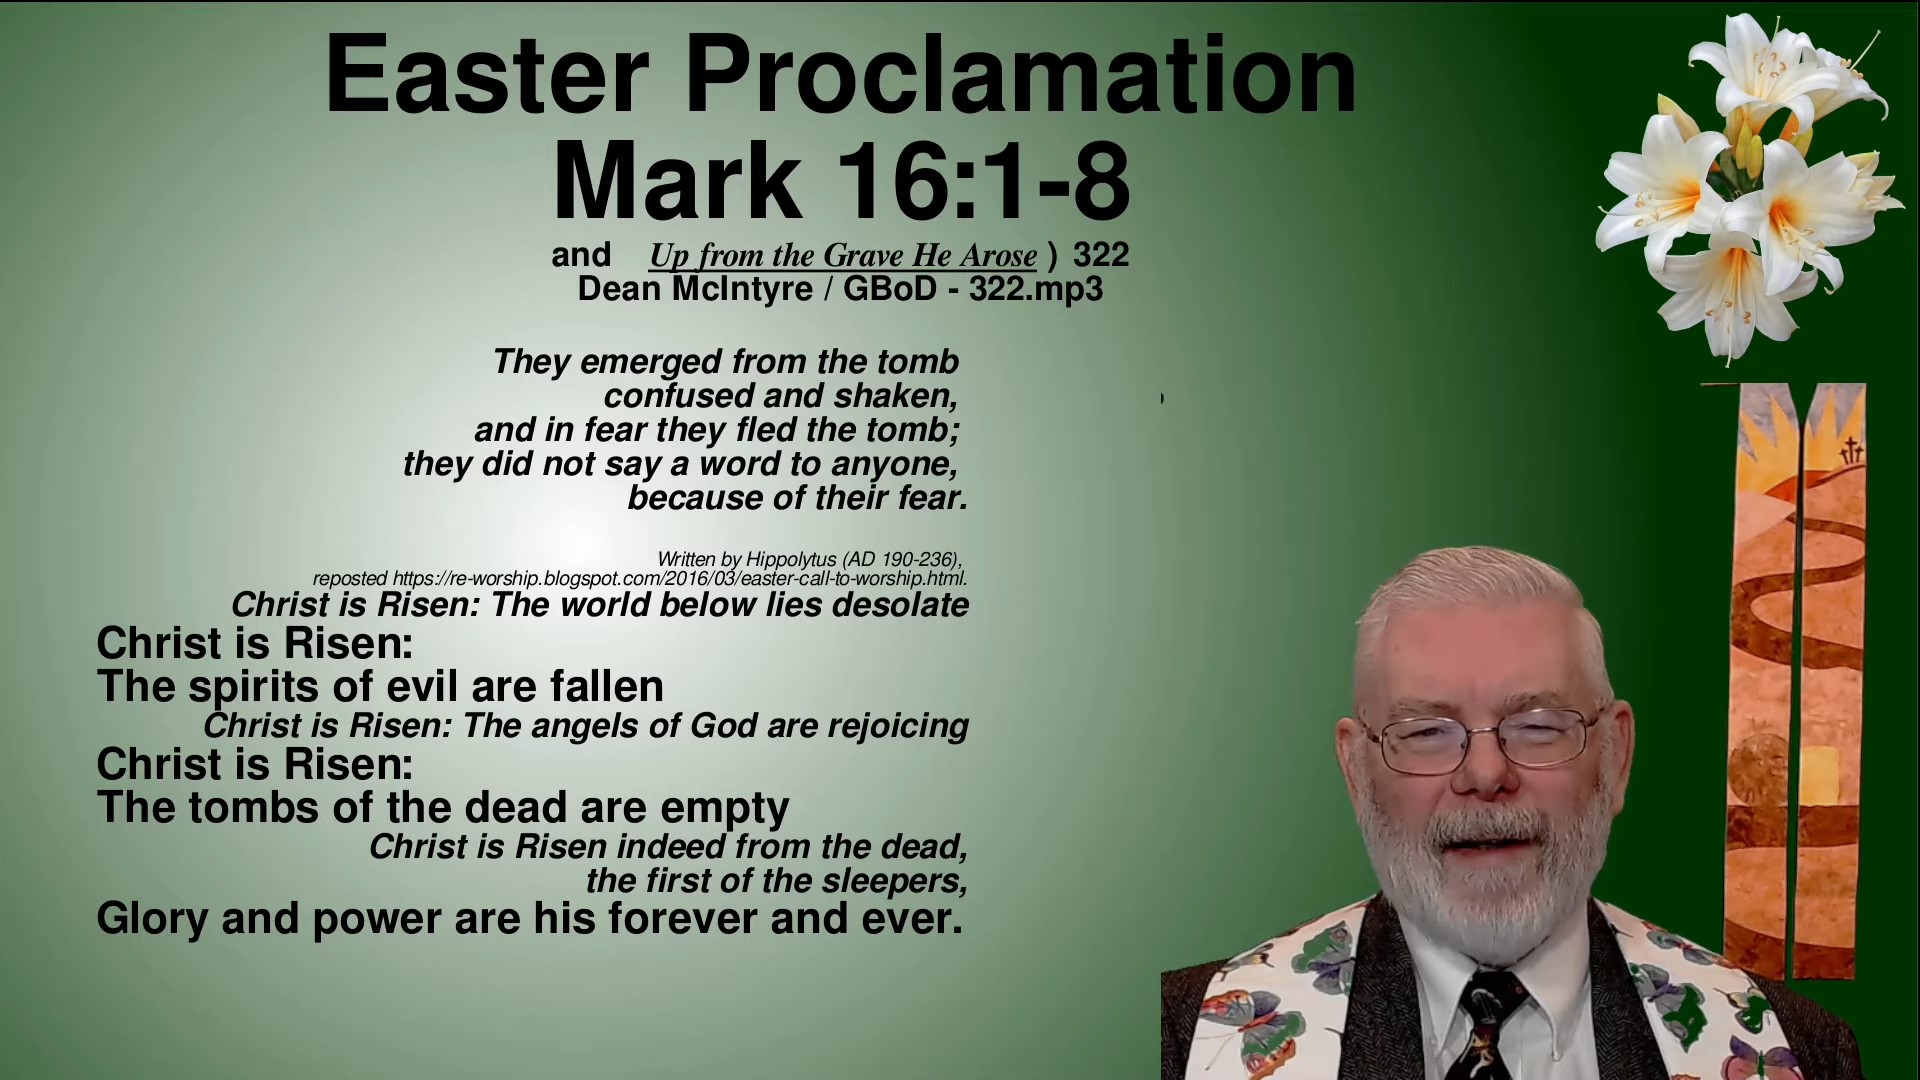 Easter Proclamation
Mark 16:1-8
and Up from the Grave He Arose ) 322
Dean McIntyre / GBoD - 322.mp3
They emerged from the tomb
confused and shaken,
and in fear they fled the tomb;
they did not say a word to anyone,
because of their fear.
Written by Hippolytus (AD 190-236),
reposted https://re-worship.blogspot.com/2016/03/easter-call-to-worship.html.
Christ is Risen: The world below lies desolate
Christ is Risen:
The spirits of evil are fallen
Christ is Risen: The angels of God are rejoicing
Christ is Risen:
The tombs of the dead are empty
Christ is Risen indeed from the dead,
the first of the sleepers,
Glory and power are his forever and ever.